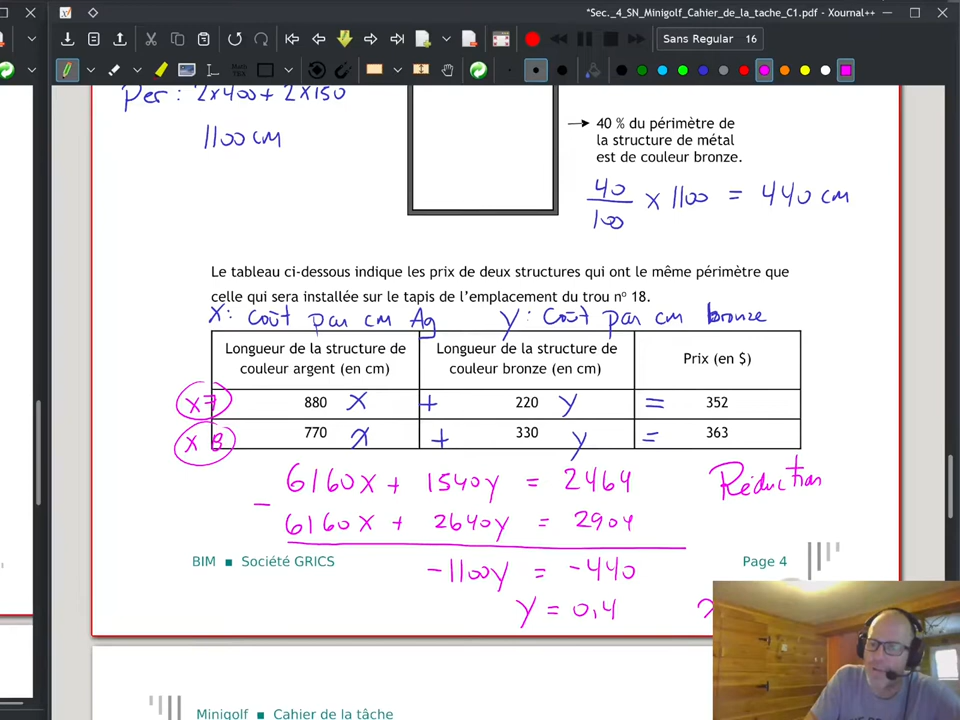 *Sec._4_SN_Minigolf_Cahier_de_la_tache_C1.pdf - Xournal++
Sans Regular 16
Per : 2x400 + 2x150
1100 cm
40 % du périmètre de
la structure de métal
est de couleur bronze.
40/100 x 1100 = 440 cm
Le tableau ci-dessous indique les prix de deux structures qui ont le même périmètre que
celle qui sera installée sur le tapis de l'emplacement du trou nº 18.
X : Coût par cm Ag y : Coût par cm bronze
Longueur de la structure de couleur argent (en cm) Longueur de la structure de couleur bronze (en cm) Prix (en $)
x7 880 x + 220 y = 352
x 8 770 x + 330 y = 363
6160x + 1540y = 2464 Réduction
- 6160x + 2640y = 2904
-1100y = -440
BIM ■ Société GRICS Page 4
y = 0,4
Minigolf ■ Cahier de la tâche